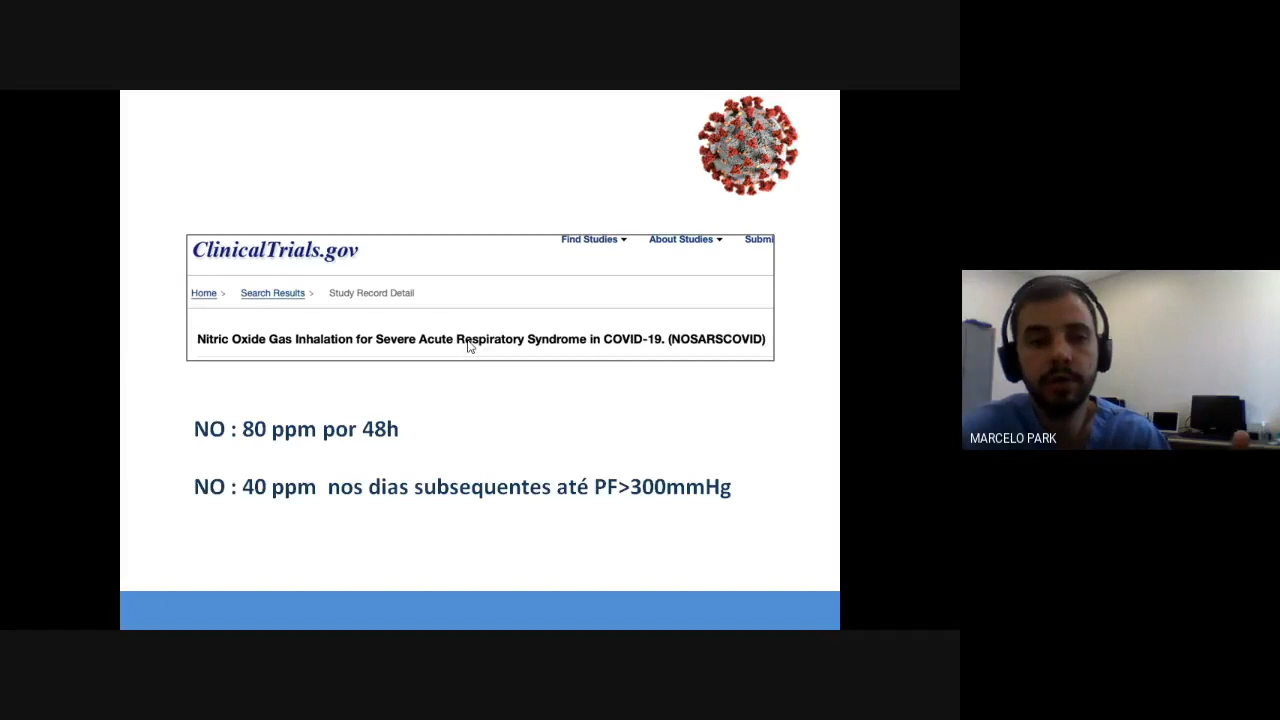 ClinicalTrials.gov
Find Studies
About Studies
Submi
Home >
Search Results >
Study Record Detail
Nitric Oxide Gas Inhalation for Severe Acute Respiratory Syndrome in COVID-19. (NOSARSCOVID)
NO : 80 ppm por 48h
NO : 40 ppm nos dias subsequentes até PF>300mmHg
MARCELO PARK